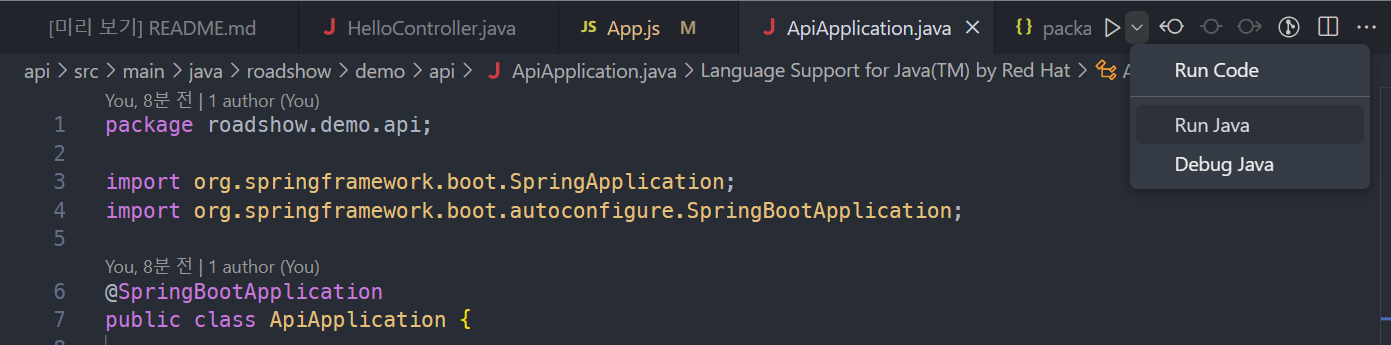 [미리 보기] README.md
J HelloController.java
JS App.js M
J ApiApplication.java
{} packa
api > src > main > java > roadshow > demo > api > J ApiApplication.java > Language Support for Java(TM) by Red Hat > A
Run Code
Run Java
Debug Java
You, 8분 전 | 1 author (You)
1 package roadshow.demo.api;
2
3 import org.springframework.boot.SpringApplication;
4 import org.springframework.boot.autoconfigure.SpringBootApplication;
5
You, 8분 전 | 1 author (You)
6 @SpringBootApplication
7 public class ApiApplication {